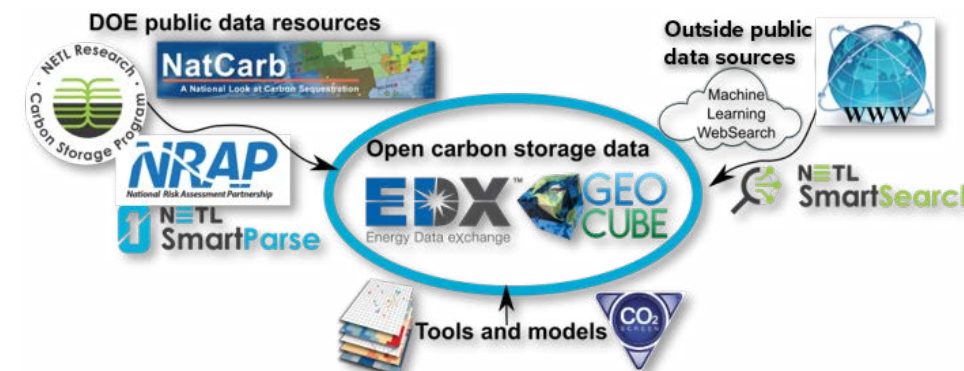 DOE public data resources
NETL Research
Carbon Storage Program
NatCarb
A National Look at Carbon Sequestration
NRAP
National Risk Assessment Partnership
NETL
SmartParse
Open carbon storage data
EDX™
Energy Data eXchange
GEO
CUBE
Outside public
data sources
Machine
Learning
WebSearch
WWW
NETL
SmartSearch
Tools and models
CO2
SCREEN